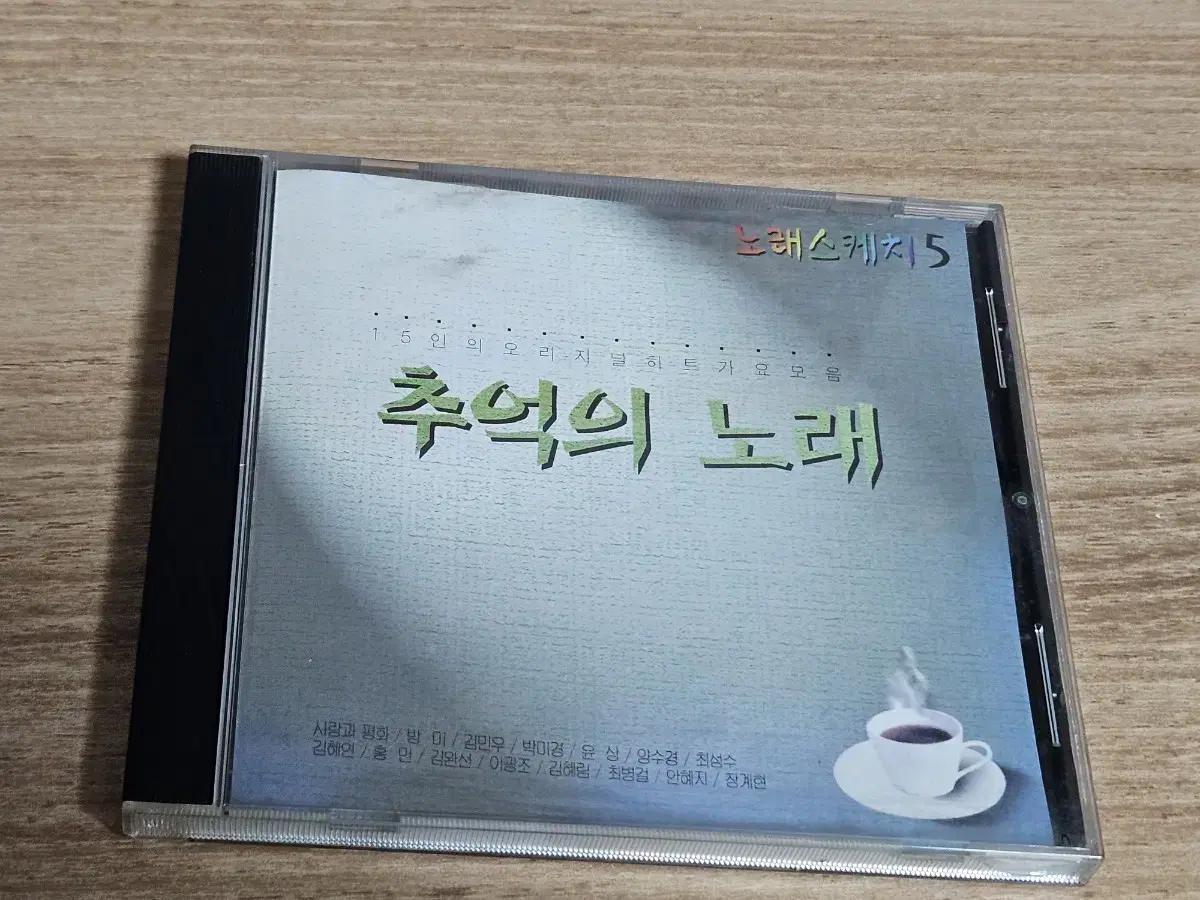 노래스케치5
15인의오리지널히트가요모음
추억의 노래
사랑과 평화 / 방 미 / 김민우 / 박미경 / 윤 상 / 양수경 / 최성수
김혜연 / 홍 민 / 김완선 / 이광조 / 김혜림 / 최병걸 / 안혜지 / 장계현